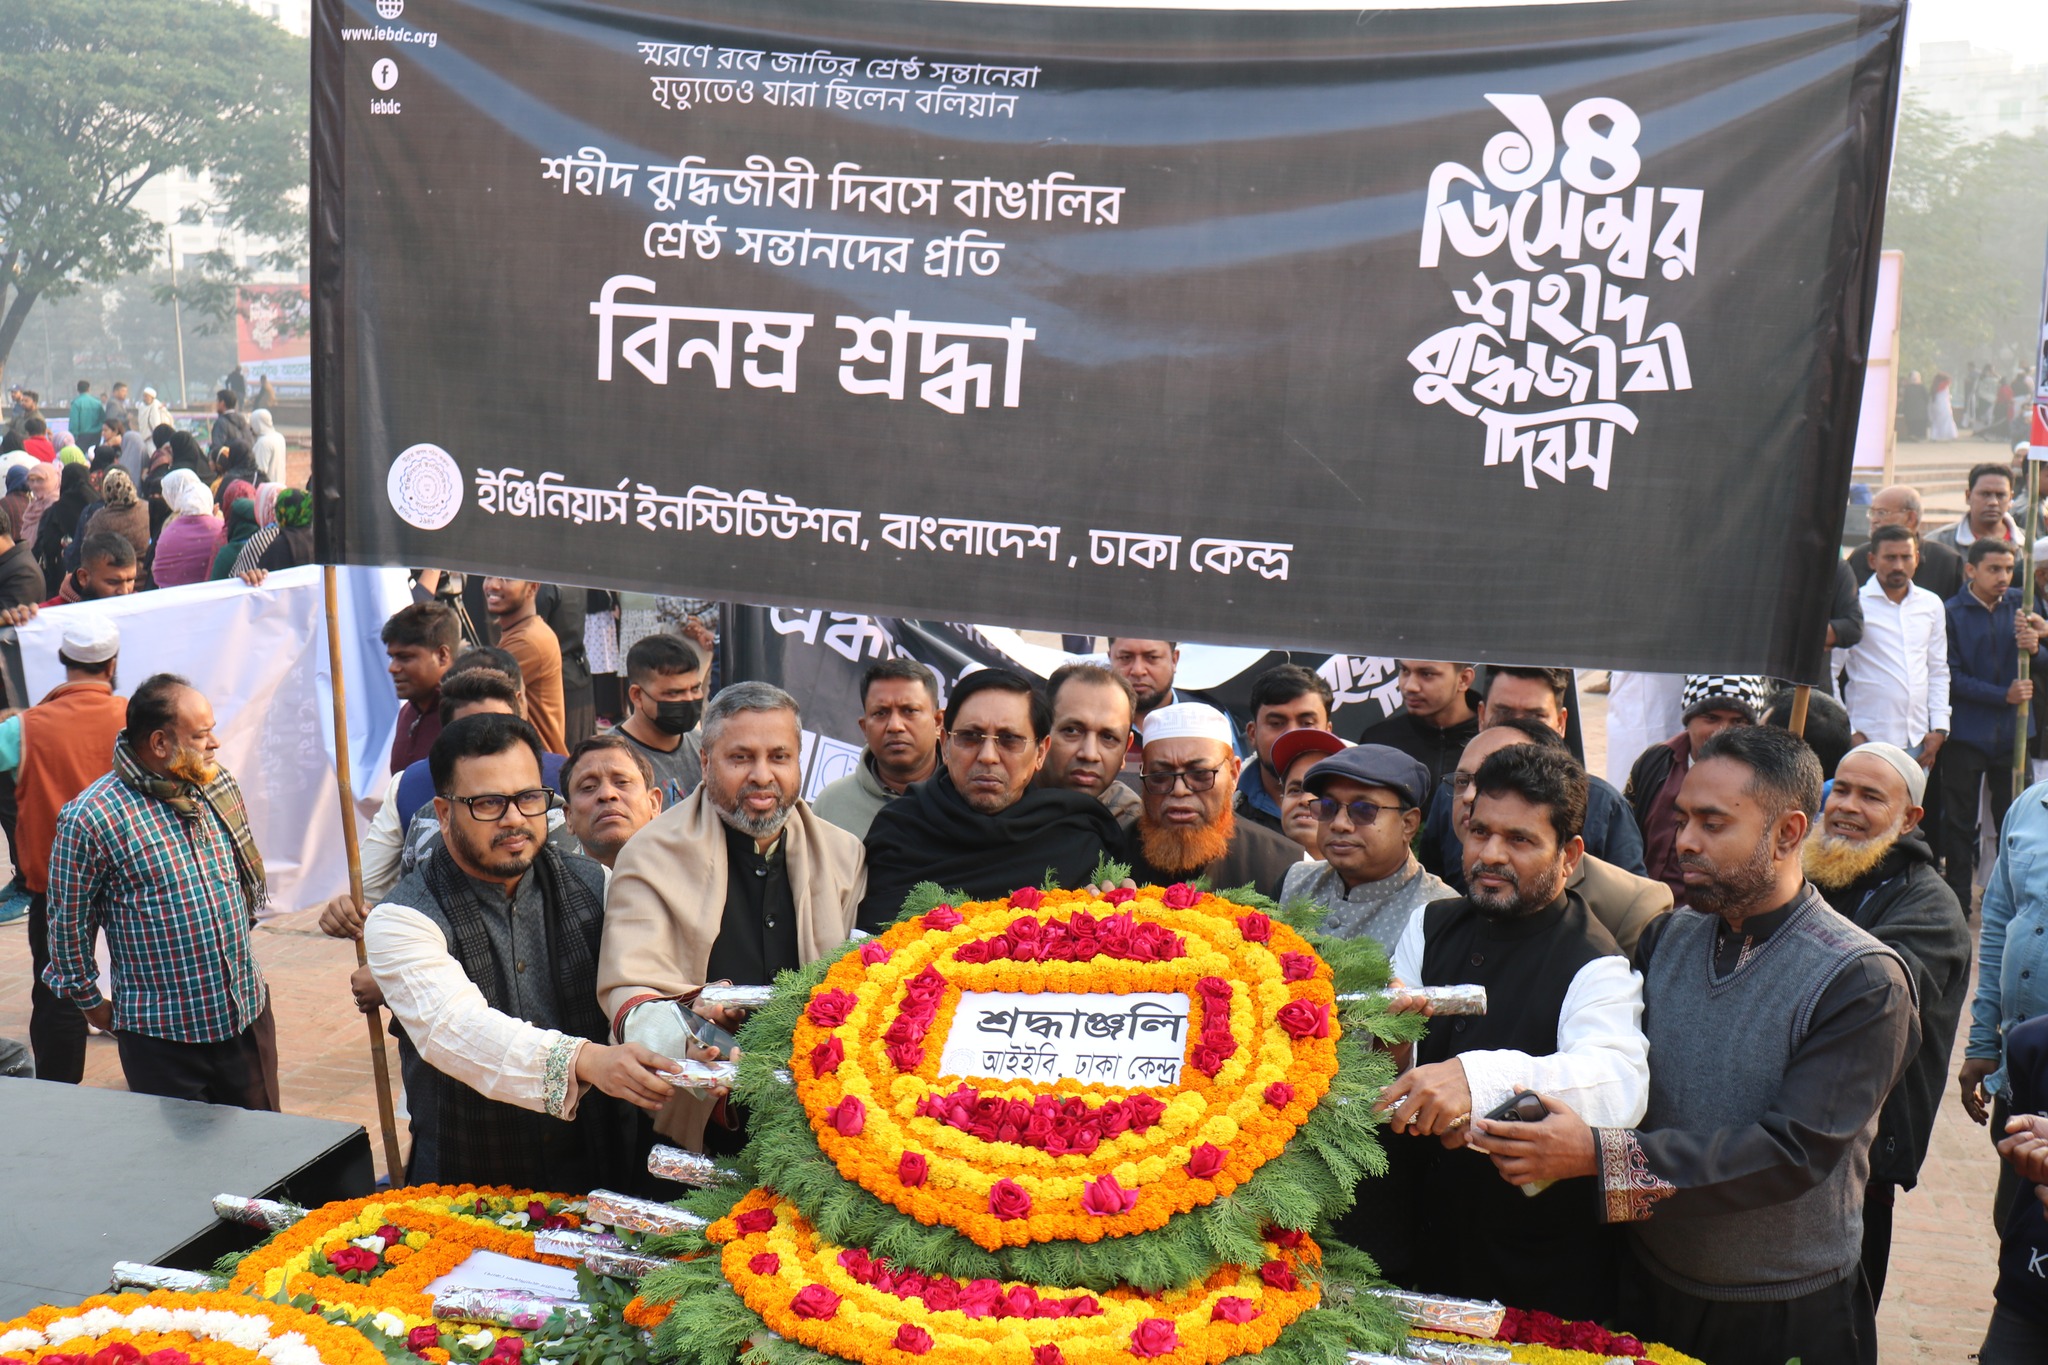 www.iebdc.org
iebdc
স্মরণে রবে জাতির শ্রেষ্ঠ সন্তানেরা
মৃত্যুতেও যারা ছিলেন বলিয়ান
শহীদ বুদ্ধিজীবী দিবসে বাঙালির
শ্রেষ্ঠ সন্তানদের প্রতি
বিনম্র শ্রদ্ধা
ইঞ্জিনিয়ার্স ইনস্টিটিউশন, বাংলাদেশ , ঢাকা কেন্দ্র
১৪
ডিসেম্বর
শহীদ
বুদ্ধিজীবী
দিবস
শ্রদ্ধাঞ্জলি
আইইবি, ঢাকা কেন্দ্র